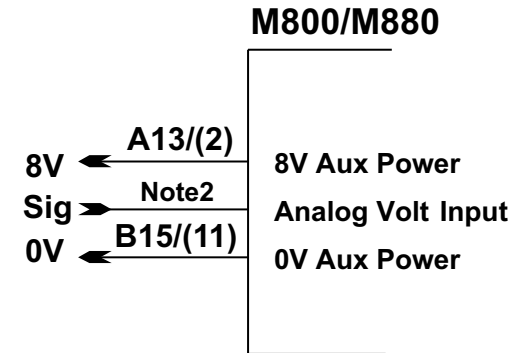 M800/M880
8V A13/(2) 8V Aux Power
Sig Note2 Analog Volt Input
0V B15/(11) 0V Aux Power